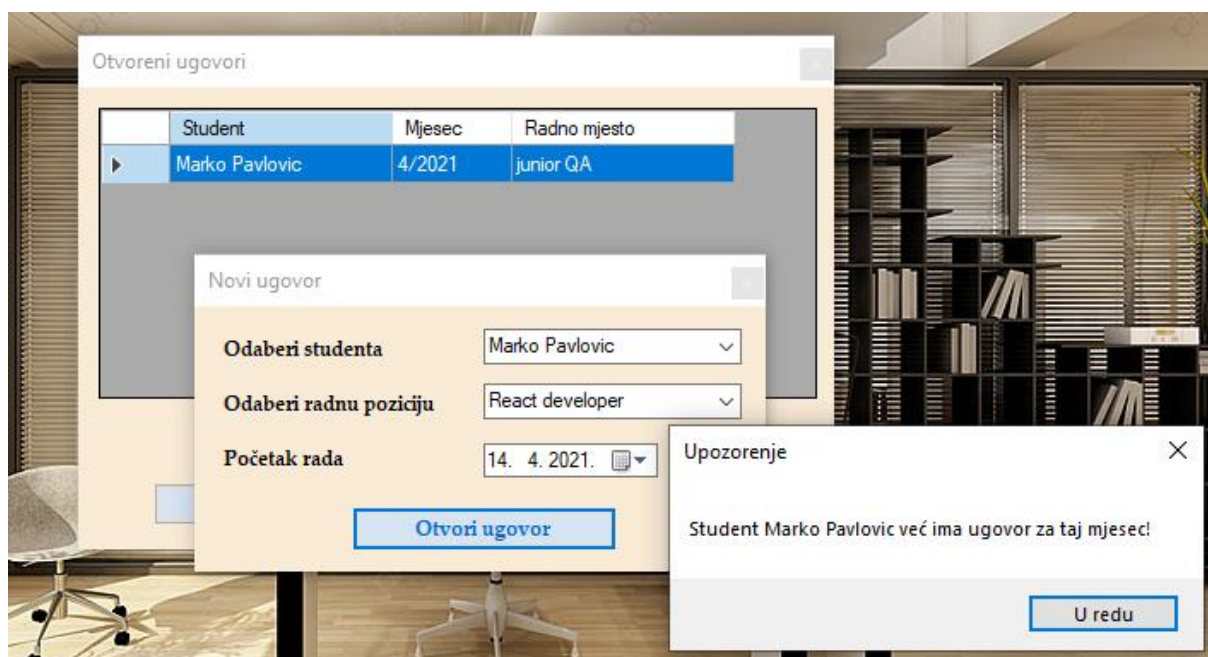 Otvoreni ugovori
Student Mjesec Radno mjesto
Marko Pavlovic 4/2021 junior QA
Novi ugovor
Odaberi studenta Marko Pavlovic
Odaberi radnu poziciju React developer
Početak rada 14. 4. 2021.
Otvori ugovor
Upozorenje
Student Marko Pavlovic već ima ugovor za taj mjesec!
U redu